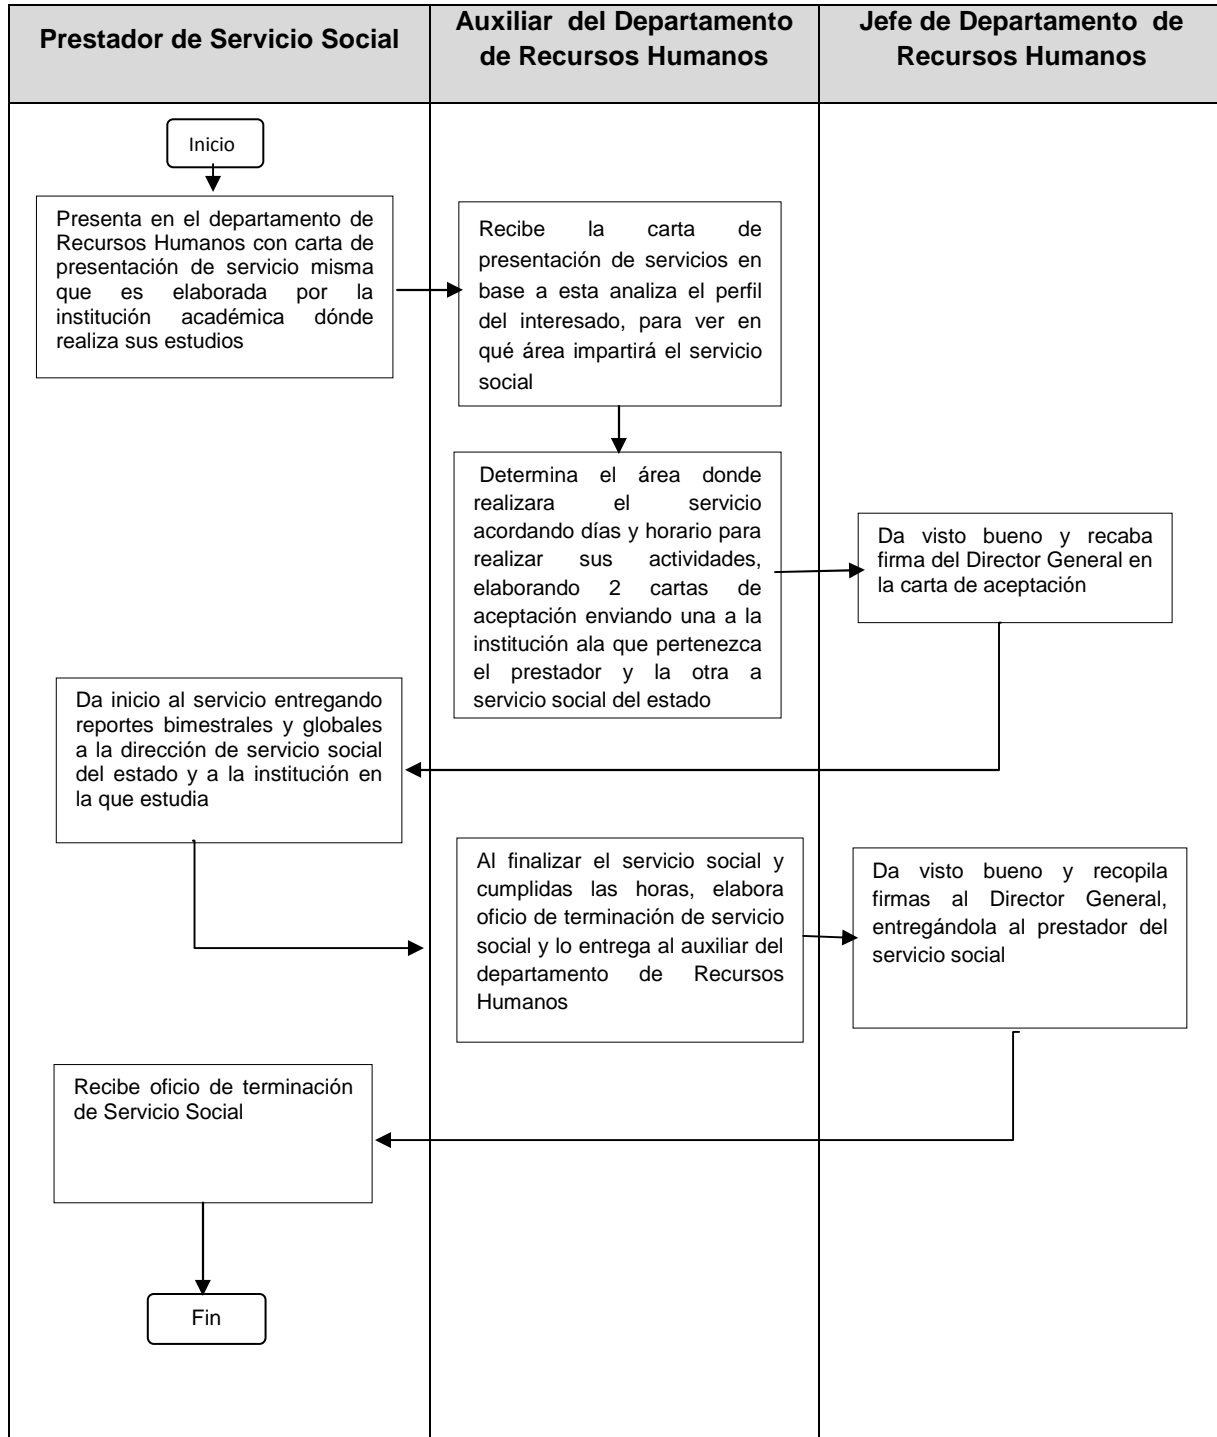 Prestador de Servicio Social
Auxiliar del Departamento
de Recursos Humanos
Jefe de Departamento de
Recursos Humanos
Inicio
Presenta en el departamento de
Recursos Humanos con carta de
presentación de servicio misma
que es elaborada por la
institución académica dónde
realiza sus estudios
Recibe la carta de
presentación de servicios en
base a esta analiza el perfil
del interesado, para ver en
qué área impartirá el servicio
social
Determina el área donde
realizara el servicio
acordando días y horario para
realizar sus actividades,
elaborando 2 cartas de
aceptación enviando una a la
institución ala que pertenezca
el prestador y la otra a
servicio social del estado
Da visto bueno y recaba
firma del Director General en
la carta de aceptación
Da inicio al servicio entregando
reportes bimestrales y globales
a la dirección de servicio social
del estado y a la institución en
la que estudia
Al finalizar el servicio social y
cumplidas las horas, elabora
oficio de terminación de servicio
social y lo entrega al auxiliar del
departamento de Recursos
Humanos
Da visto bueno y recopila
firmas al Director General,
entregándola al prestador del
servicio social
Recibe oficio de terminación
de Servicio Social
Fin